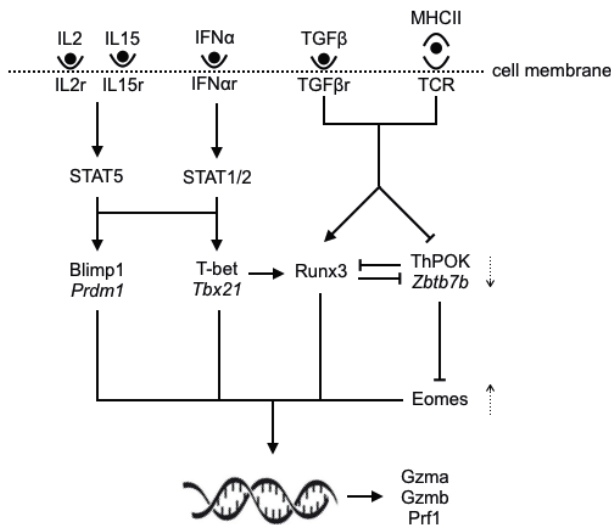 MHCII
IL2 IL15 IFNα TGFβ
cell membrane
IL2r IL15r IFNαr TGFβr TCR
STAT5 STAT1/2
Blimp1 T-bet Runx3 ThPOK
Prdm1 Tbx21 Zbtb7b
Eomes
Gzma
Gzmb
Prf1